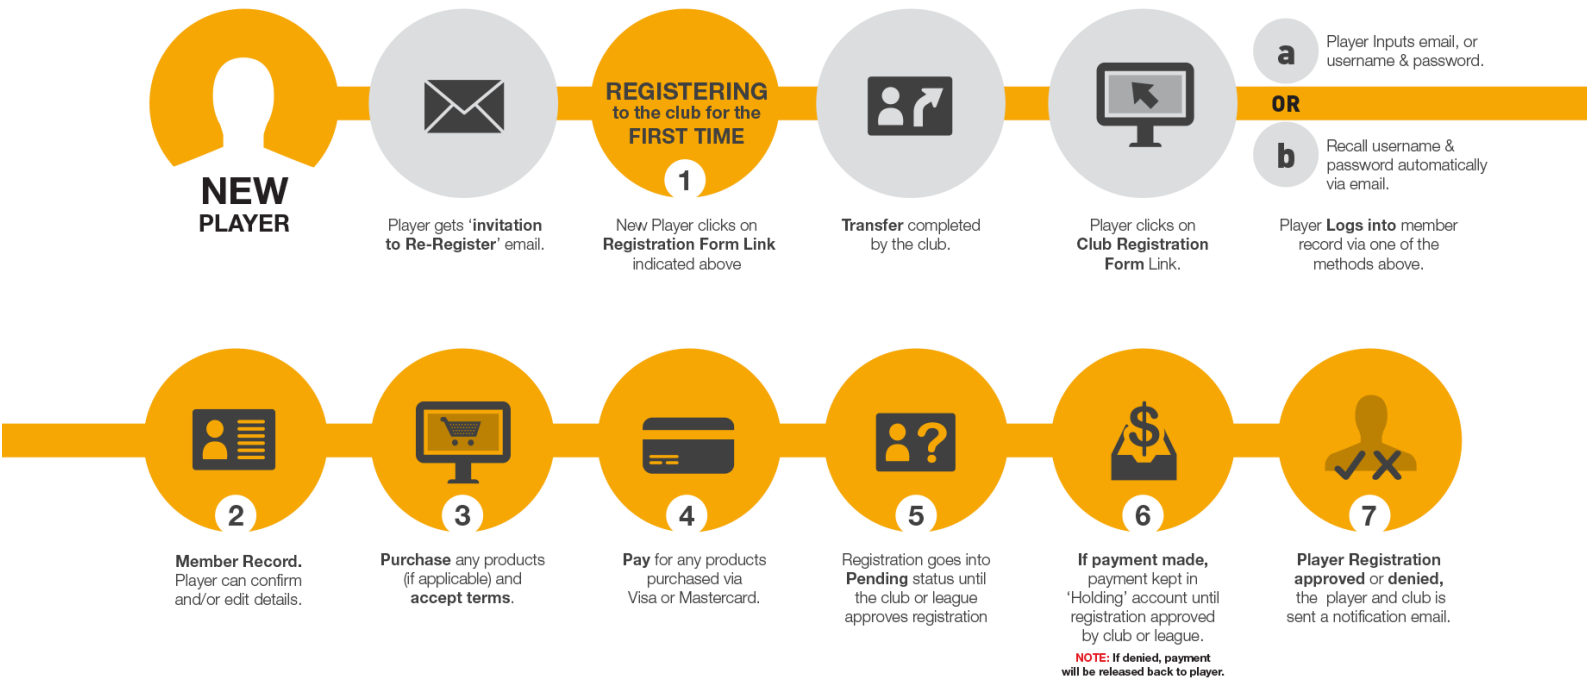 NEW
PLAYER
Player gets ‘invitation
to Re-Register’ email.
REGISTERING
to the club for the
FIRST TIME
1
New Player clicks on
Registration Form Link
indicated above
Transfer completed
by the club.
Player clicks on
Club Registration
Form Link.
a
Player Inputs email, or
username & password.
OR
b
Recall username &
password automatically
via email.
Player Logs into member
record via one of the
methods above.
2
Member Record.
Player can confirm
and/or edit details.
3
Purchase any products
(if applicable) and
accept terms.
4
Pay for any products
purchased via
Visa or Mastercard.
?
5
Registration goes into
Pending status until
the club or league
approves registration
$
6
If payment made,
payment kept in
‘Holding’ account until
registration approved
by club or league.
NOTE: If denied, payment
will be released back to player.
7
Player Registration
approved or denied,
the player and club is
sent a notification email.